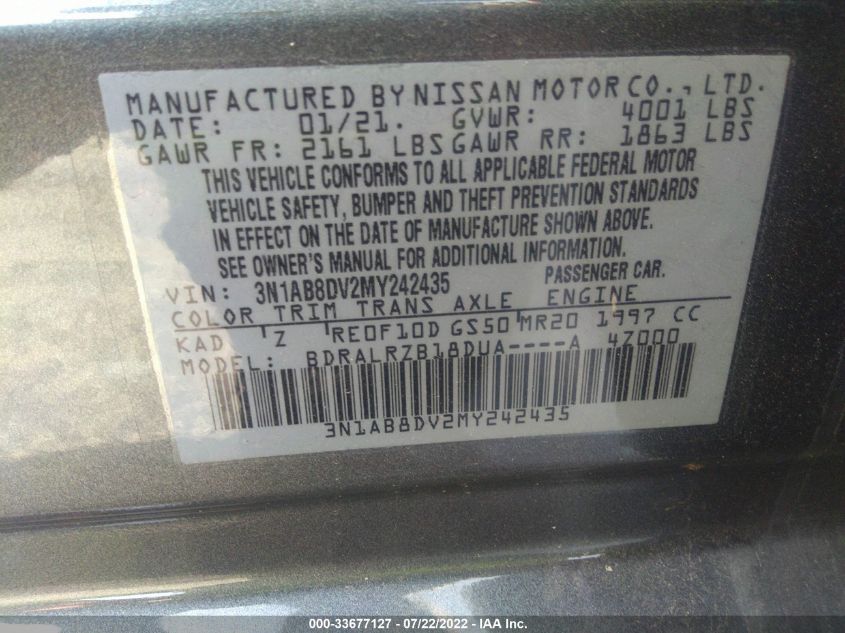 MANUFACTURED BY NISSAN MOTOR CO., LTD.
DATE: 01/21. GVWR: 4001 LBS
GAWR FR: 2161 LBS GAWR RR: 1863 LBS
THIS VEHICLE CONFORMS TO ALL APPLICABLE FEDERAL MOTOR
VEHICLE SAFETY, BUMPER AND THEFT PREVENTION STANDARDS
IN EFFECT ON THE DATE OF MANUFACTURE SHOWN ABOVE.
SEE OWNER'S MANUAL FOR ADDITIONAL INFORMATION.
VIN: 3N1AB8DV2MY242435 PASSENGER CAR.
COLOR TRIM TRANS AXLE ENGINE
KAD Z RE0F10D GS50 MR20 1997 CC
MODEL: BDRALRZB18DUA----A 4Z000
3N1AB8DV2MY242435
000-33677127 - 07/22/2022 - IAA Inc.